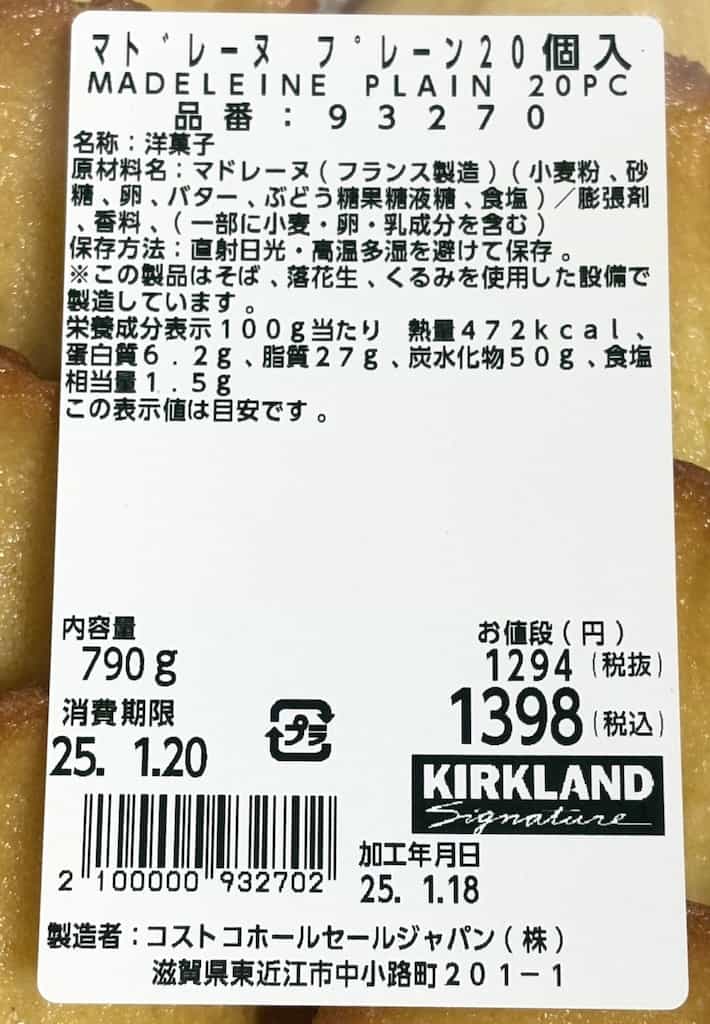 マドレーヌ プレーン20個入
MADELEINE PLAIN 20PC
品番:93270
名称:洋菓子
原材料名:マドレーヌ(フランス製造)(小麦粉、砂
糖、卵、バター、ぶどう糖果糖液糖、食塩)/膨張剤
、香料、(一部に小麦・卵・乳成分を含む)
保存方法:直射日光・高温多湿を避けて保存。
※この製品はそば、落花生、くるみを使用した設備で
製造しています。
栄養成分表示100g当たり 熱量472kcal、
蛋白質6.2g、脂質27g、炭水化物50g、食塩
相当量1.5g
この表示値は目安です。
内容量
790g
お値段(円)
1294(税抜)
1398(税込)
消費期限
25. 1.20
プラ
KIRKLAND
Signature
2 100000 932702
加工年月日
25. 1.18
製造者:コストコホールセールジャパン(株)
滋賀県東近江市中小路町201-1